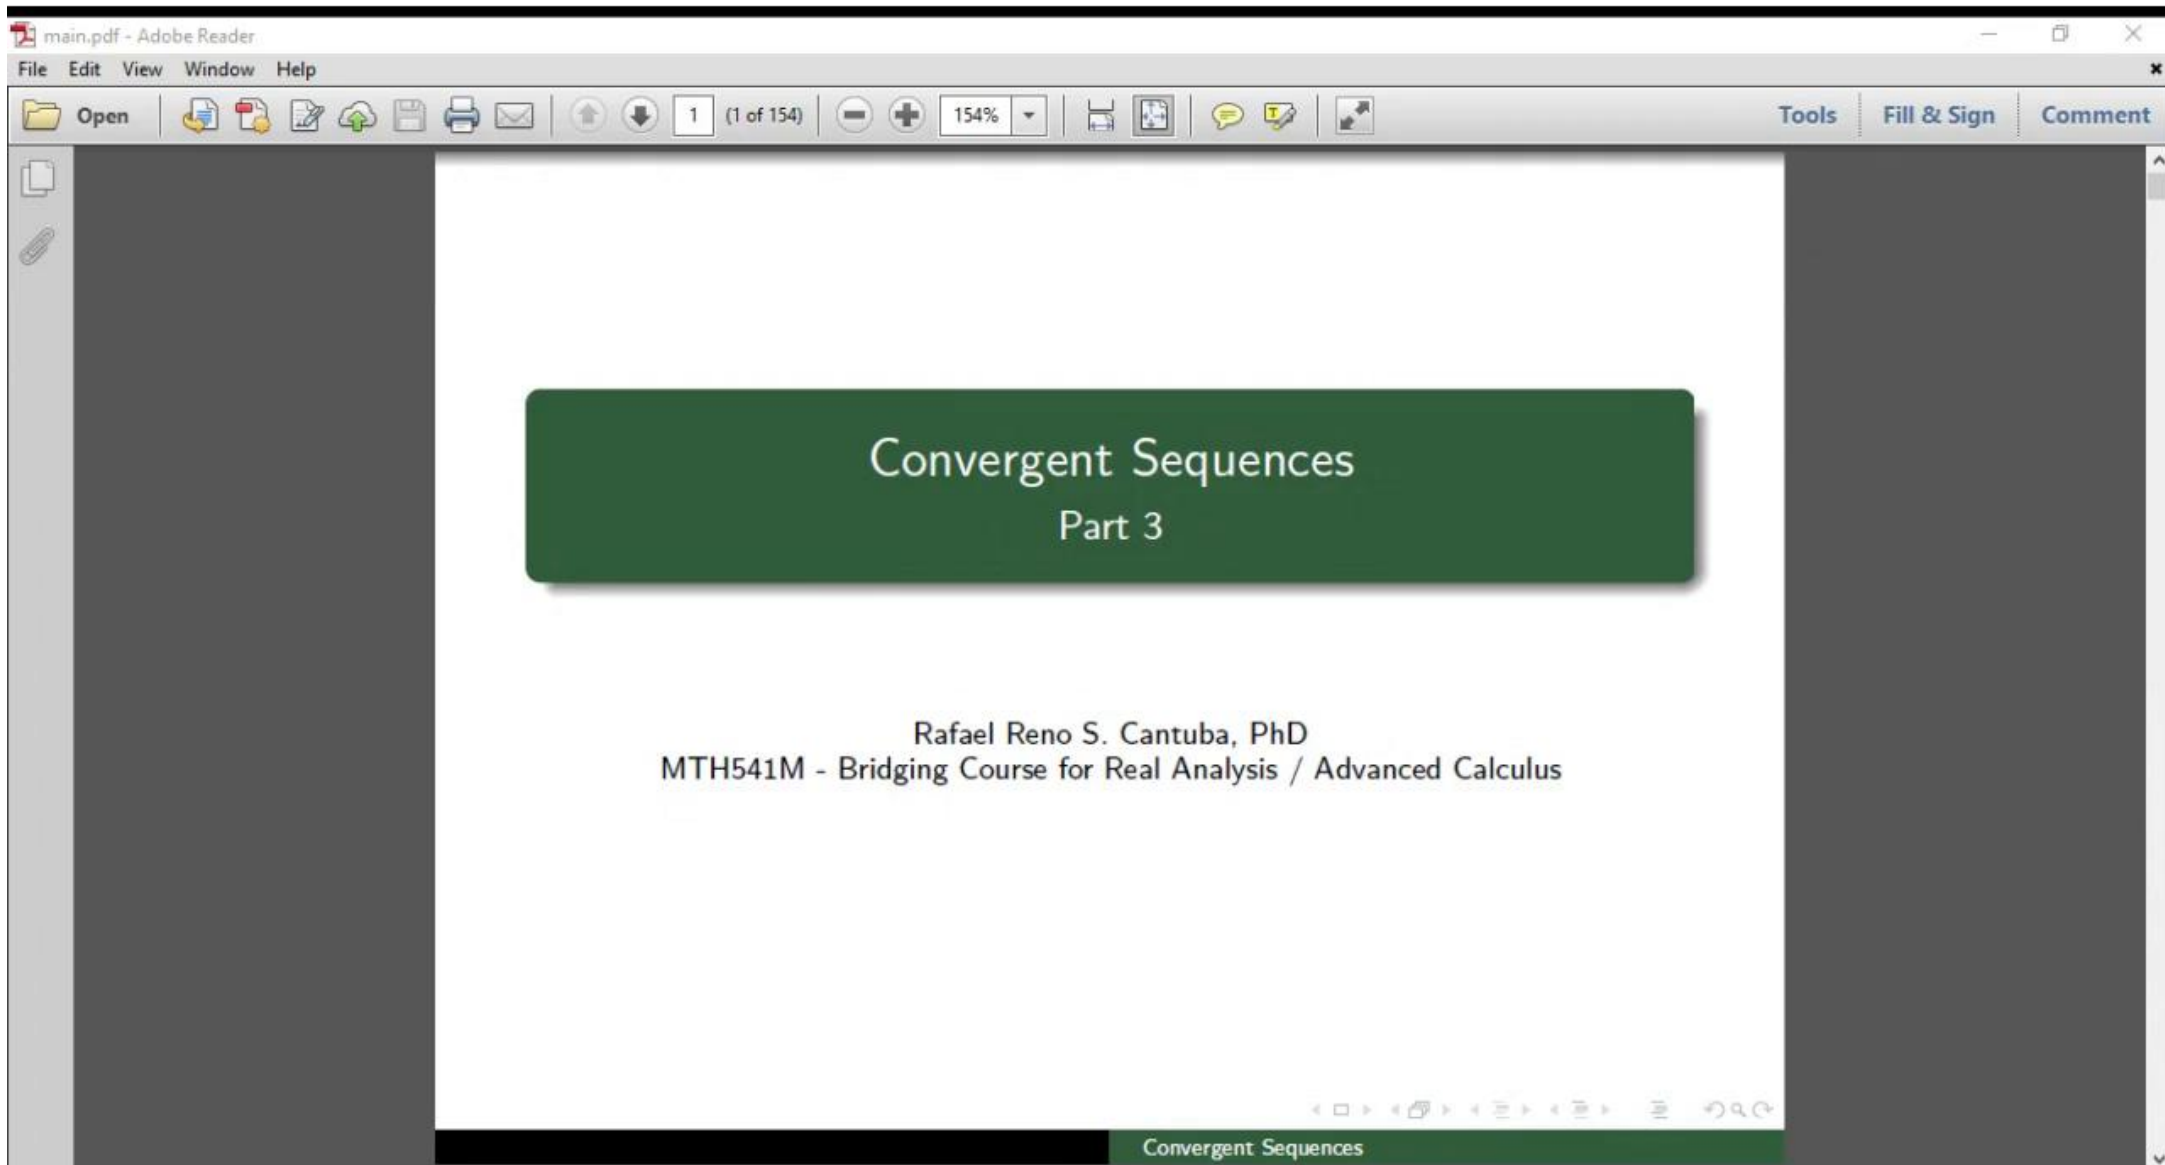 main.pdf - Adobe Reader
File Edit View Window Help
Open 1 (1 of 154) 154% Tools Fill & Sign Comment
Convergent Sequences
Part 3
Rafael Reno S. Cantuba, PhD
MTH541M - Bridging Course for Real Analysis / Advanced Calculus
Convergent Sequences